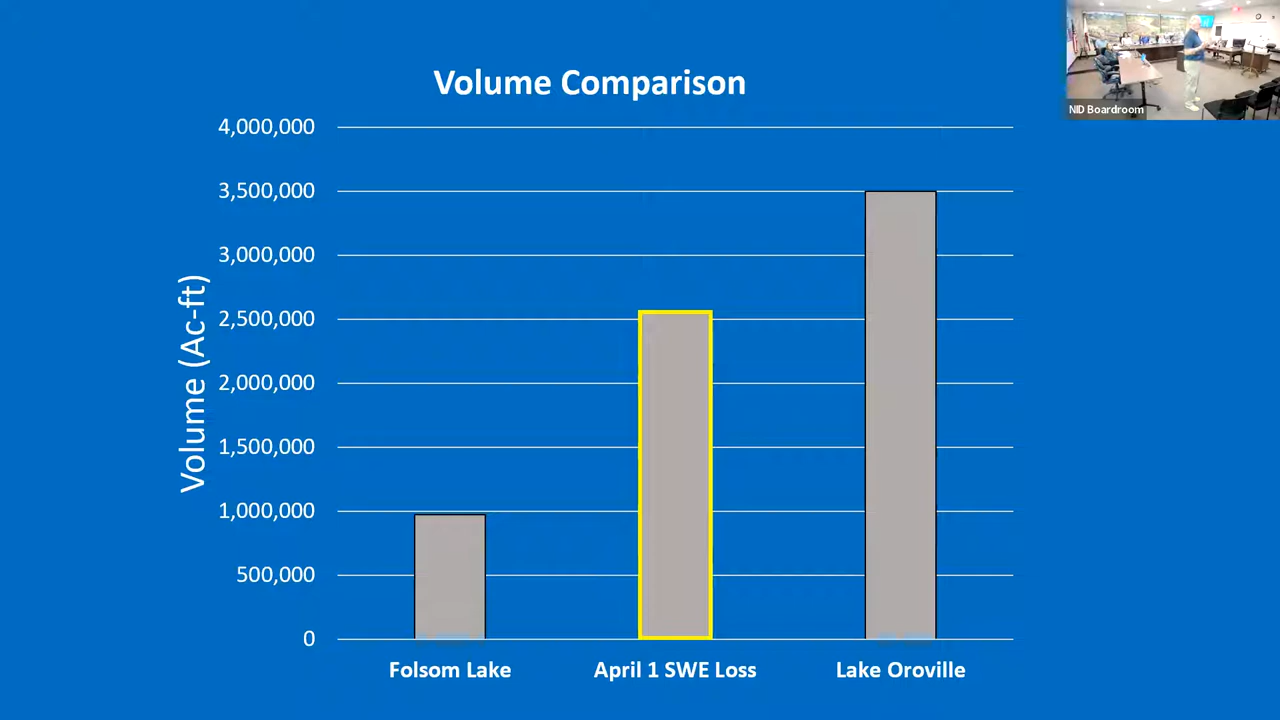 Volume Comparison
NID Boardroom
Volume (Ac-ft)
4,000,000
3,500,000
3,000,000
2,500,000
2,000,000
1,500,000
1,000,000
500,000
0
Folsom Lake
April 1 SWE Loss
Lake Oroville